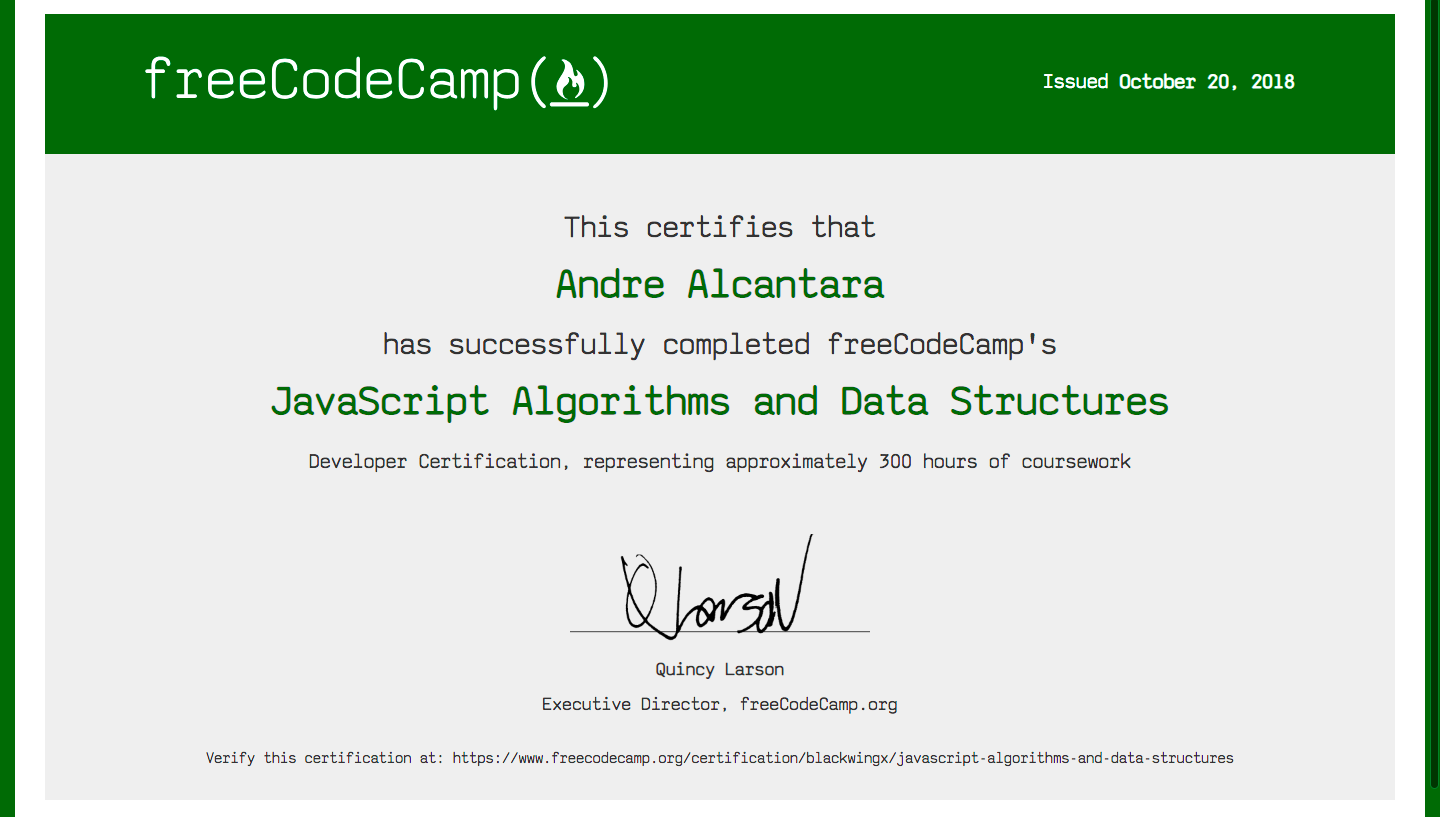 freeCodeCamp(🔥)
Issued October 20, 2018
This certifies that
Andre Alcantara
has successfully completed freeCodeCamp's
JavaScript Algorithms and Data Structures
Developer Certification, representing approximately 300 hours of coursework
Q Larson
Quincy Larson
Executive Director, freeCodeCamp.org
Verify this certification at: https://www.freecodecamp.org/certification/blackwingx/javascript-algorithms-and-data-structures